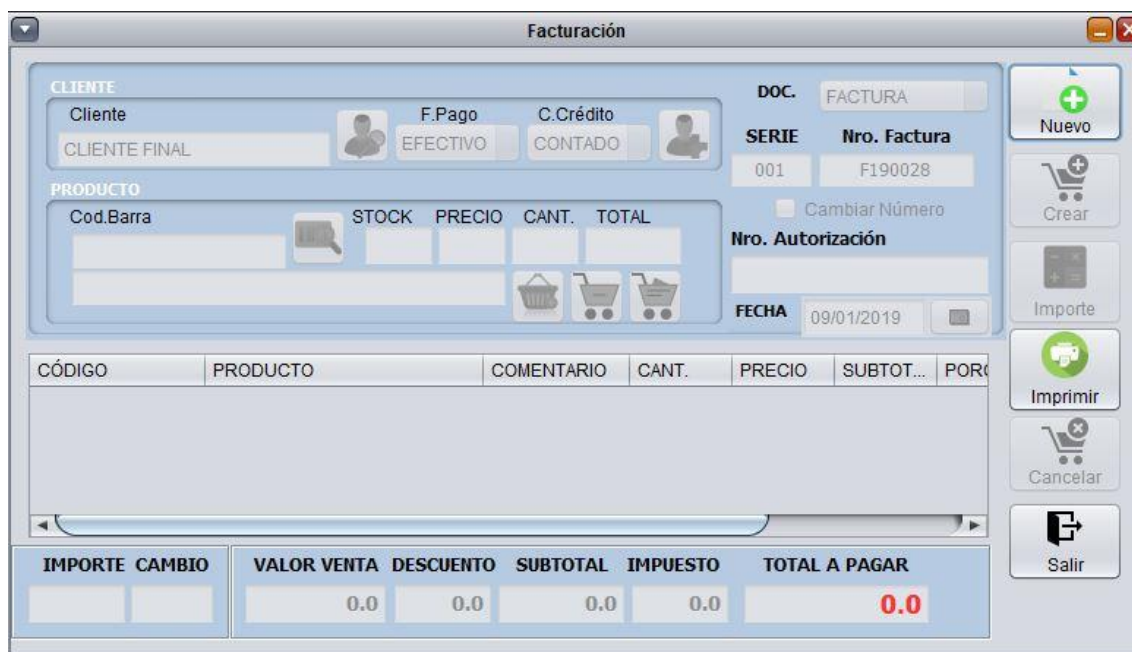 Facturación
CLIENTE
Cliente F.Pago C.Crédito
CLIENTE FINAL EFECTIVO CONTADO
PRODUCTO
Cod.Barra STOCK PRECIO CANT. TOTAL
DOC. FACTURA
SERIE Nro. Factura
001 F190028
Cambiar Número
Nro. Autorización
FECHA 09/01/2019
Nuevo
Crear
Importe
Imprimir
Cancelar
Salir
CÓDIGO PRODUCTO COMENTARIO CANT. PRECIO SUBTOT...
IMPORTE CAMBIO VALOR VENTA DESCUENTO SUBTOTAL IMPUESTO TOTAL A PAGAR
0.0 0.0 0.0 0.0 0.0